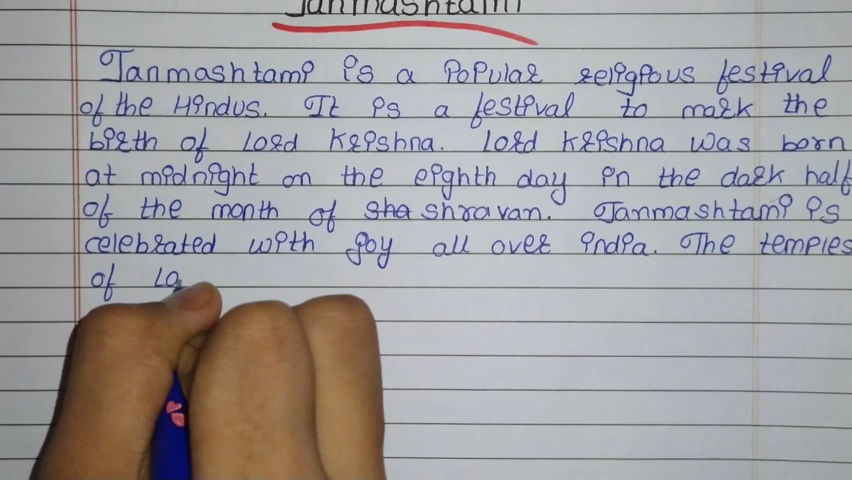 Janmashtami
Janmashtami is a Popular religious festival
of the Hindus. It is a festival to mark the
birth of Lord Krishna. Lord Krishna was born
at midnight on the eighth day in the dark half
of the month of sha shravan. Janmashtami is
celebrated with joy all over india. The temples
of Lo